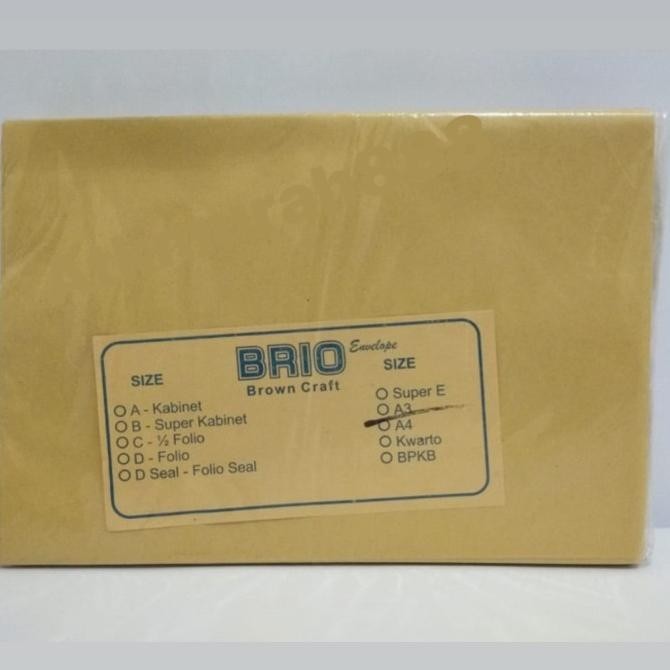 BRIO Envelope
Brown Craft
SIZE
A - Kabinet
B - Super Kabinet
C - ½ Folio
D - Folio
D Seal - Folio Seal
SIZE
Super E
A3
A4
Kwarto
BPKB